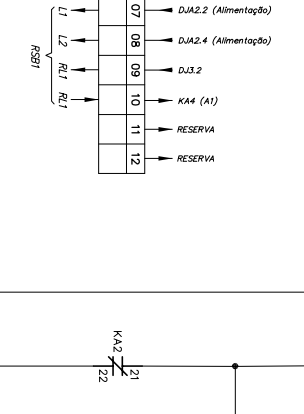 L1 07 DJA2.2 (Alimentação)
L2 08 DJA2.4 (Alimentação)
RL1 09 DJ3.2
RL1 10 KA4 (A1)
11 RESERVA
12 RESERVA
RSB1
KA2
21
22